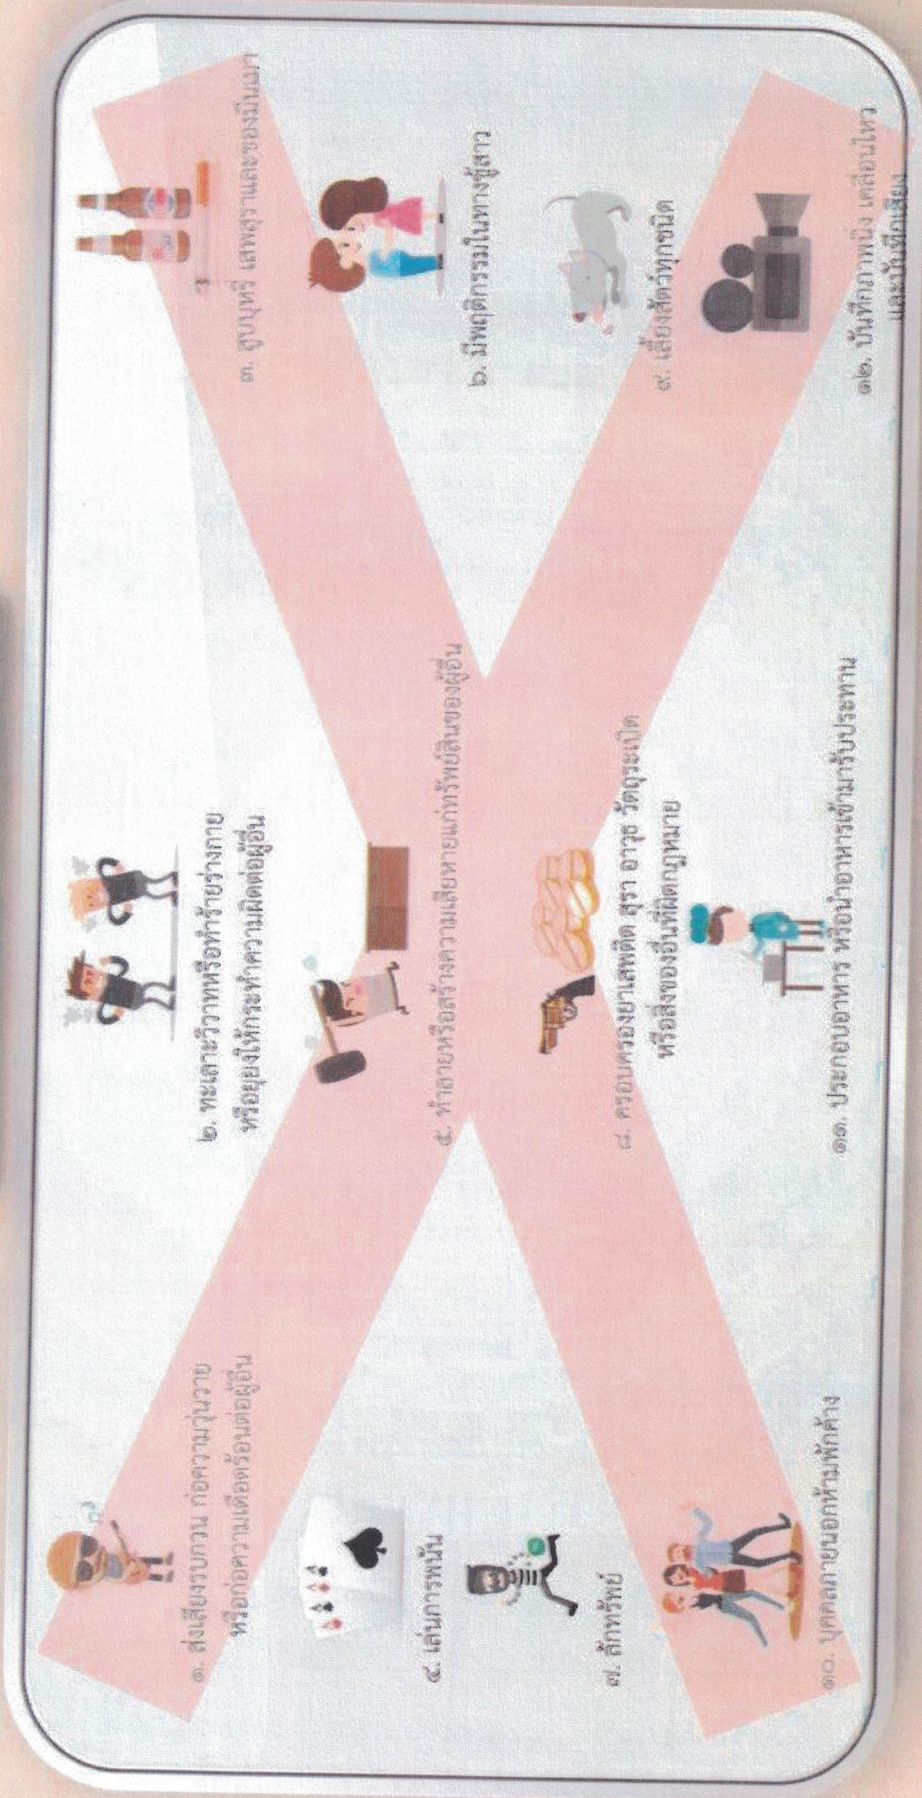 ๑. ส่งเสียงรบกวน ก่อความวุ่นวาย
หรือก่อความเดือดร้อนต่อผู้อื่น
๒. ทะเลาะวิวาทหรือทำร้ายร่างกาย
หรือยุยงให้กระทำความผิดต่อผู้อื่น
๓. สูบบุหรี่ เสพสุราและของมึนเมา
๔. เล่นการพนัน
๕. ทำลายหรือสร้างความเสียหายแก่ทรัพย์สินของผู้อื่น
๖. มีพฤติกรรมในทางชู้สาว
๗. ลักทรัพย์
๘. ครอบครองยาเสพติด สุรา อาวุธ วัตถุระเบิด
หรือสิ่งของอื่นที่ผิดกฎหมาย
๙. เลี้ยงสัตว์ทุกชนิด
๑๐. บุคคลภายนอกห้ามพักค้าง
๑๑. ประกอบอาหาร หรือนำอาหารเข้ามารับประทาน
๑๒. บันทึกภาพนิ่ง เคลื่อนไหว
และบันทึกเสียง